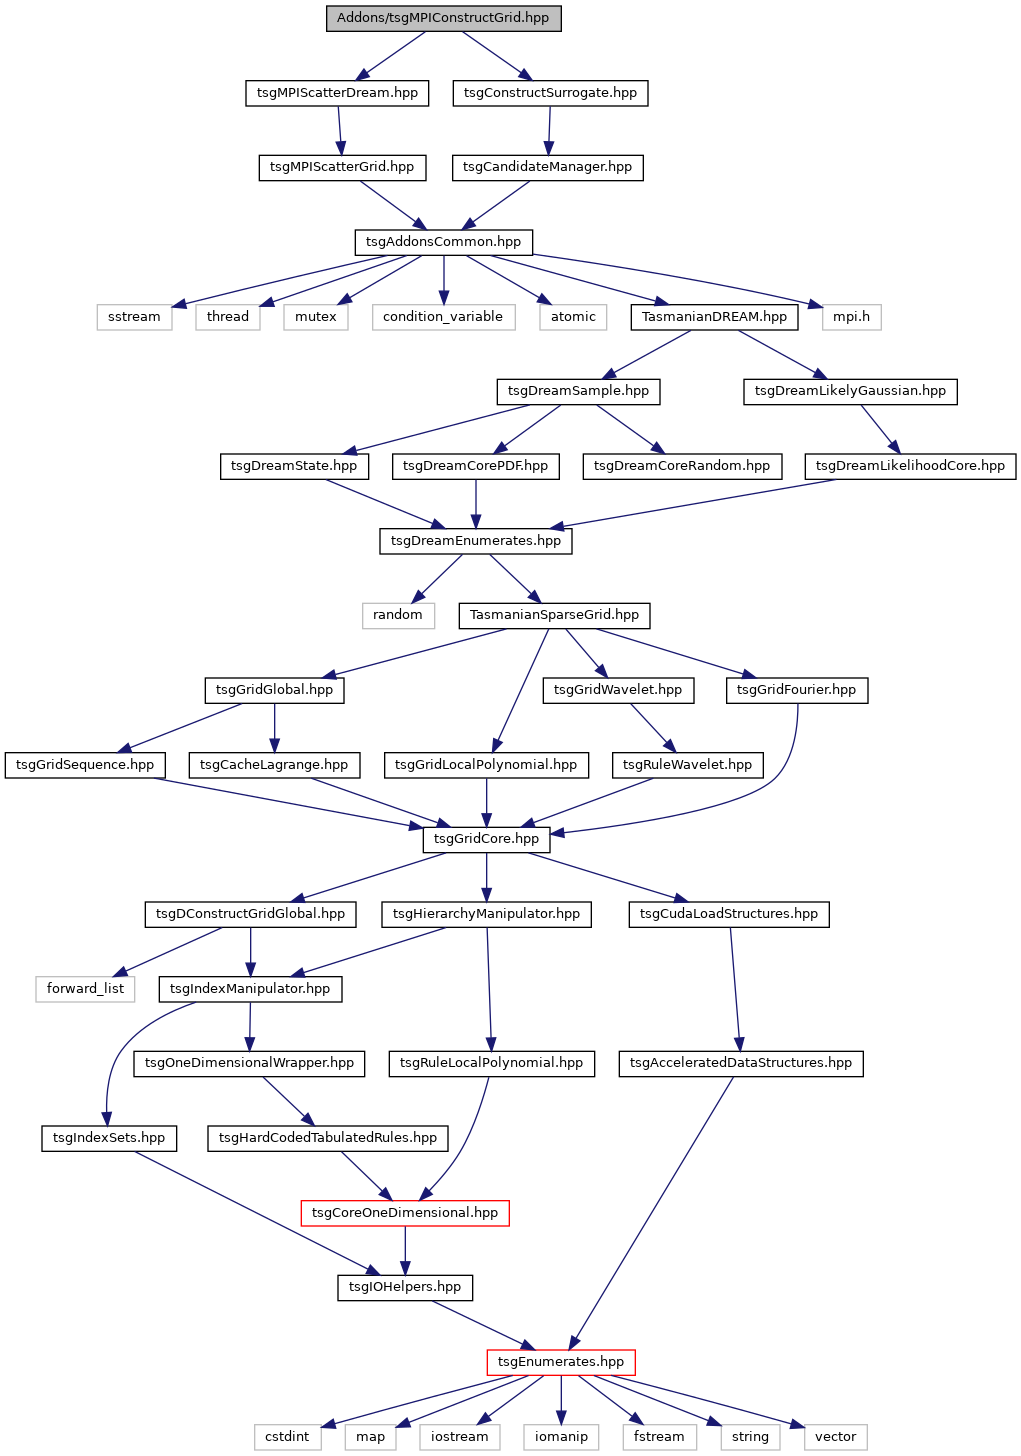 Addons/tsgMPIConstructGrid.hpp
tsgMPIScatterDream.hpp
tsgConstructSurrogate.hpp
tsgMPIScatterGrid.hpp
tsgCandidateManager.hpp
tsgAddonsCommon.hpp
sstream
thread
mutex
condition_variable
atomic
TasmanianDREAM.hpp
mpi.h
tsgDreamSample.hpp
tsgDreamLikelyGaussian.hpp
tsgDreamState.hpp
tsgDreamCorePDF.hpp
tsgDreamCoreRandom.hpp
tsgDreamLikelihoodCore.hpp
tsgDreamEnumerates.hpp
random
TasmanianSparseGrid.hpp
tsgGridGlobal.hpp
tsgGridWavelet.hpp
tsgGridFourier.hpp
tsgGridSequence.hpp
tsgCacheLagrange.hpp
tsgGridLocalPolynomial.hpp
tsgRuleWavelet.hpp
tsgGridCore.hpp
tsgDConstructGridGlobal.hpp
tsgHierarchyManipulator.hpp
tsgCudaLoadStructures.hpp
forward_list
tsgIndexManipulator.hpp
tsgOneDimensionalWrapper.hpp
tsgRuleLocalPolynomial.hpp
tsgAcceleratedDataStructures.hpp
tsgIndexSets.hpp
tsgHardCodedTabulatedRules.hpp
tsgCoreOneDimensional.hpp
tsgIOHelpers.hpp
tsgEnumerates.hpp
cstdint
map
iostream
iomanip
fstream
string
vector